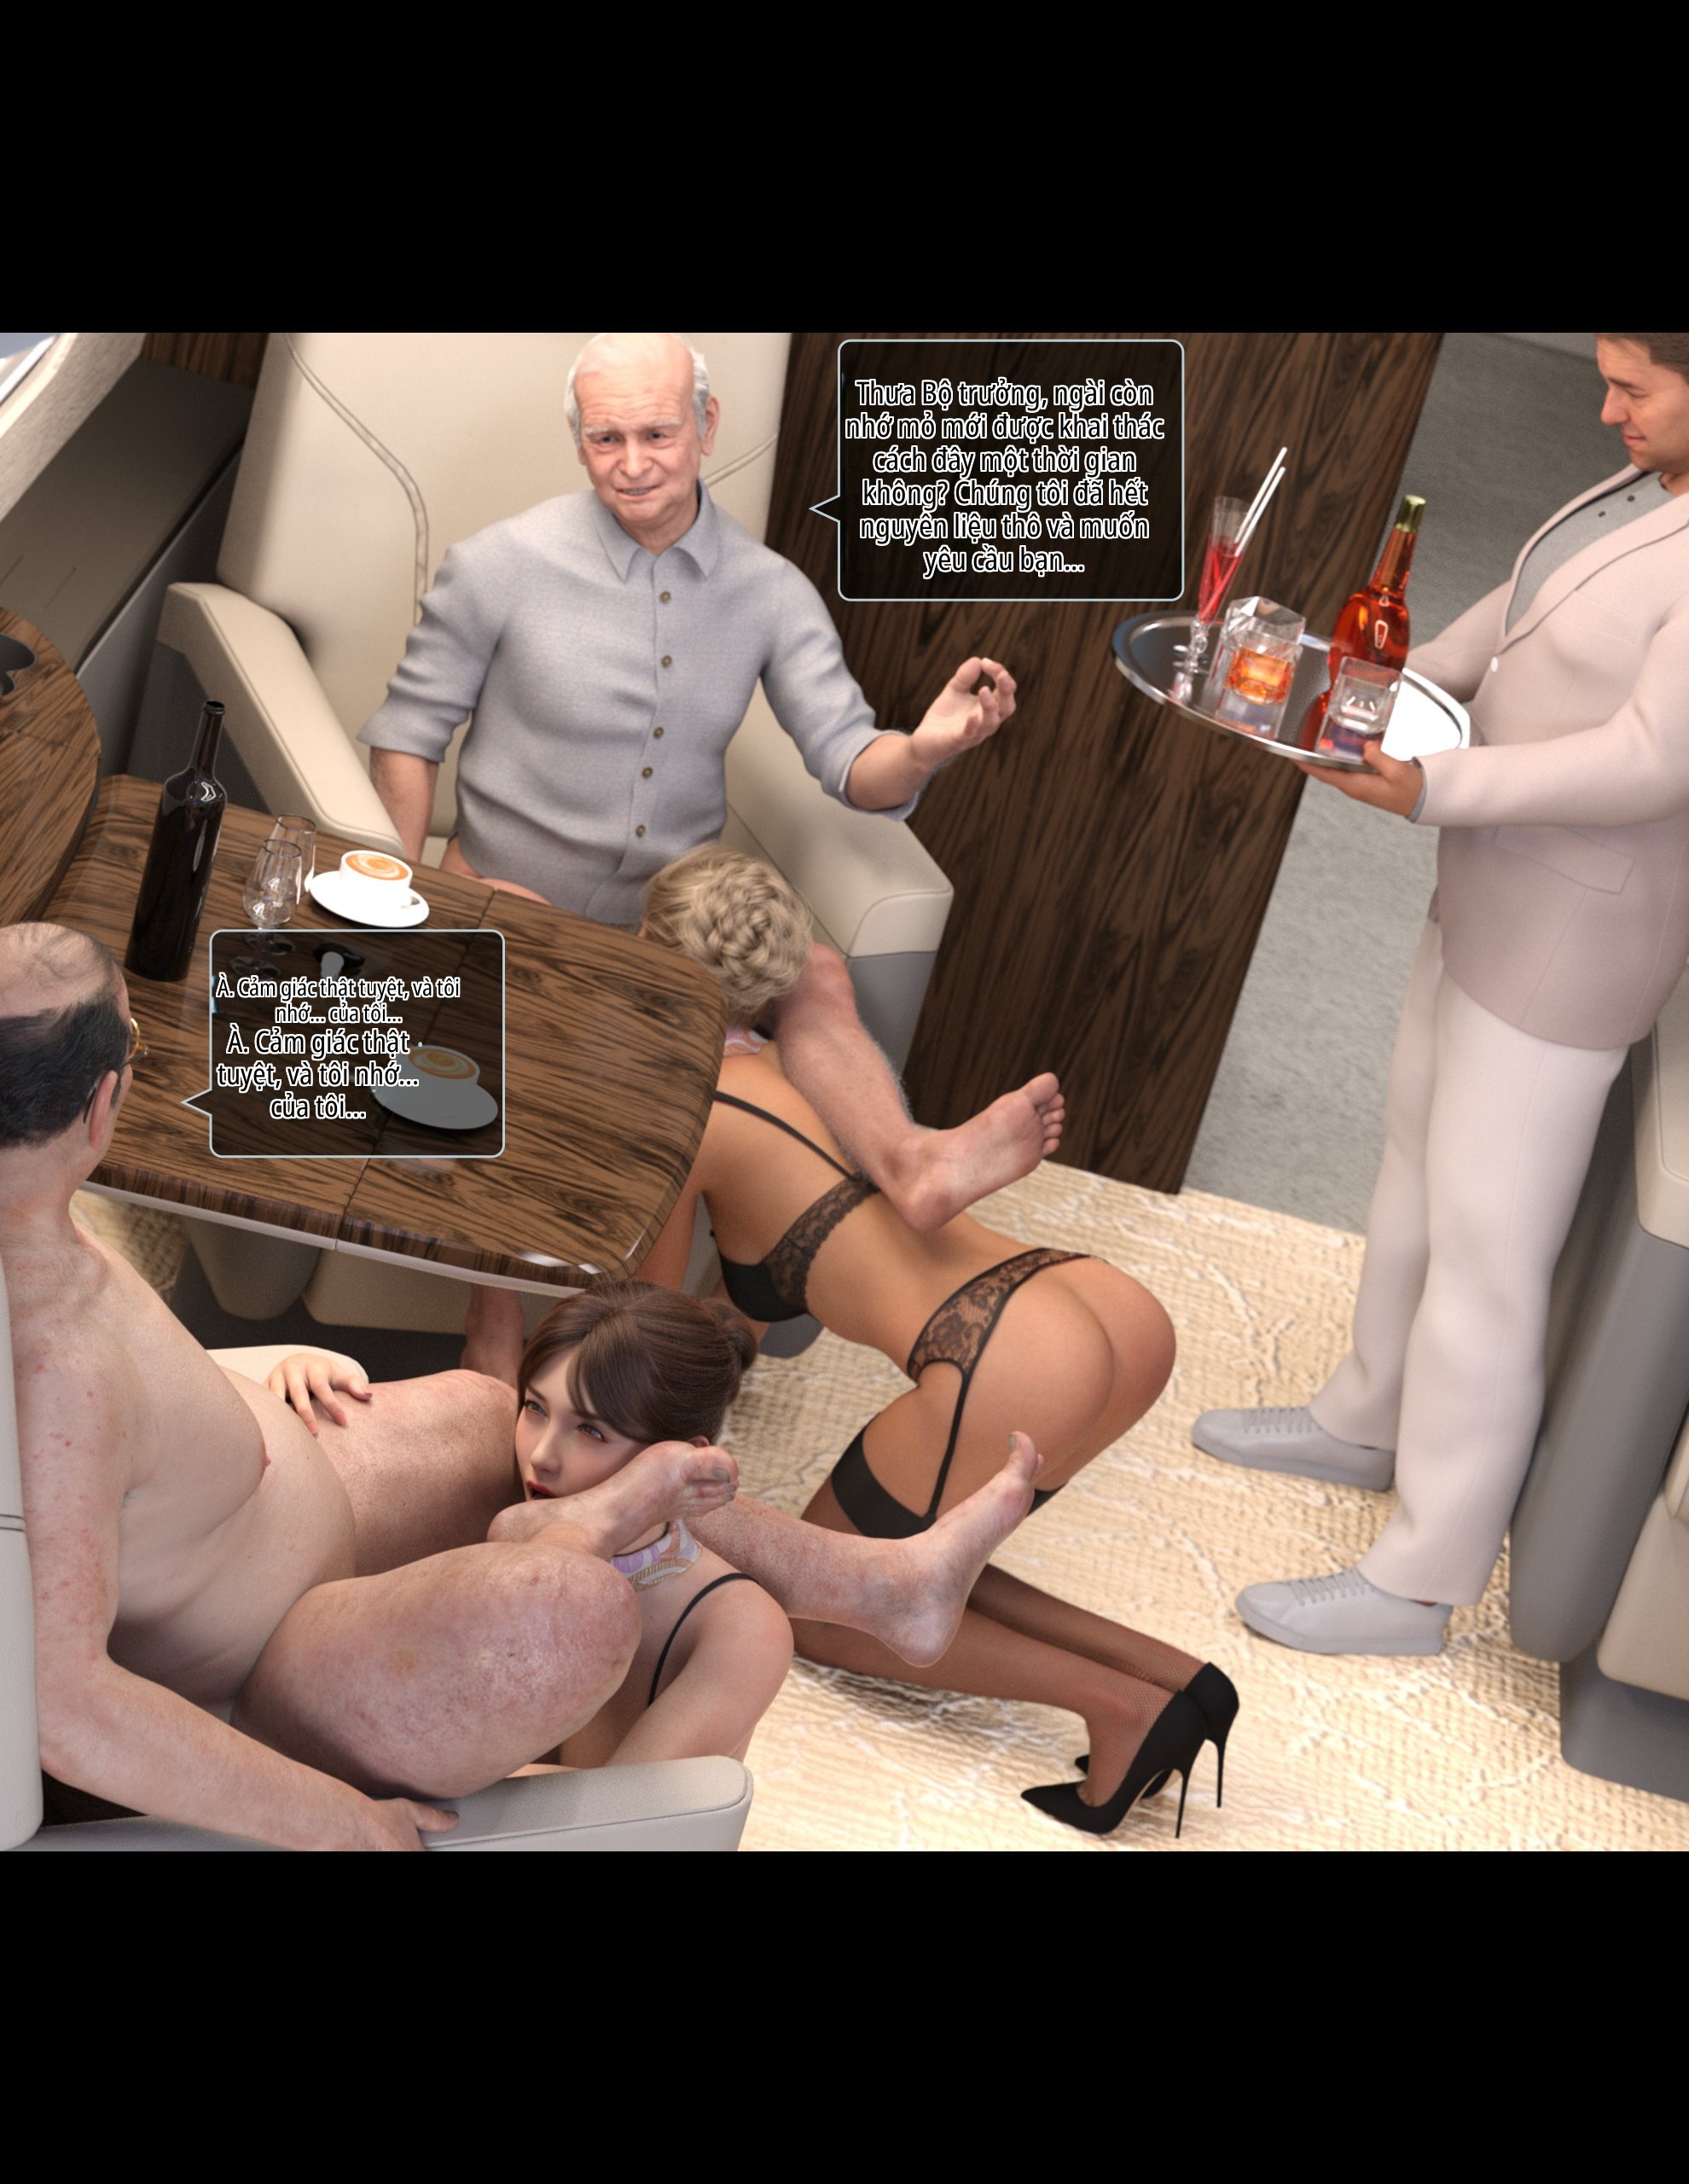 Thưa Bộ trưởng, ngài còn
nhớ mỏ mới được khai thác
cách đây một thời gian
không? Chúng tôi đã hết
nguyên liệu thô và muốn
yêu cầu bạn...
À. Cảm giác thật tuyệt, và tôi
nhớ... của tôi...
À. Cảm giác thật
tuyệt, và tôi nhớ...
của tôi...